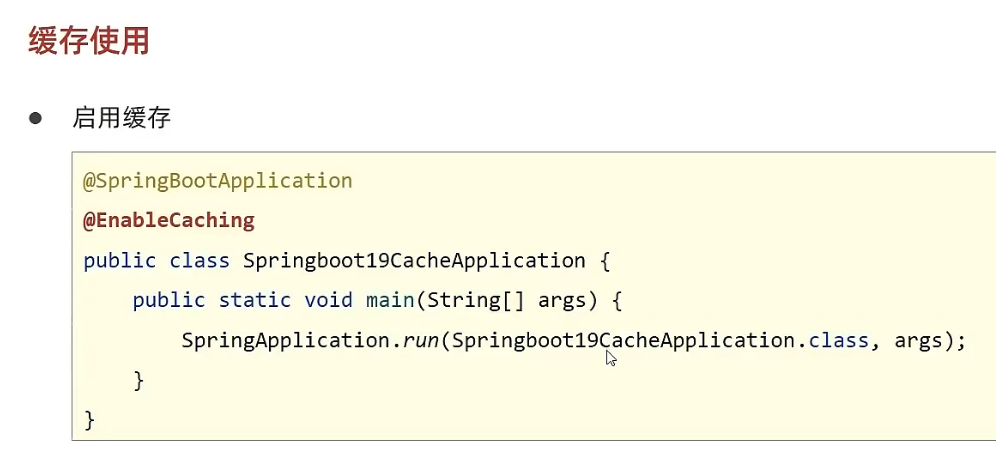 缓存使用
● 启用缓存
@SpringBootApplication
@EnableCaching
public class Springboot19CacheApplication {
    public static void main(String[] args) {
        SpringApplication.run(Springboot19CacheApplication.class, args);
    }
}